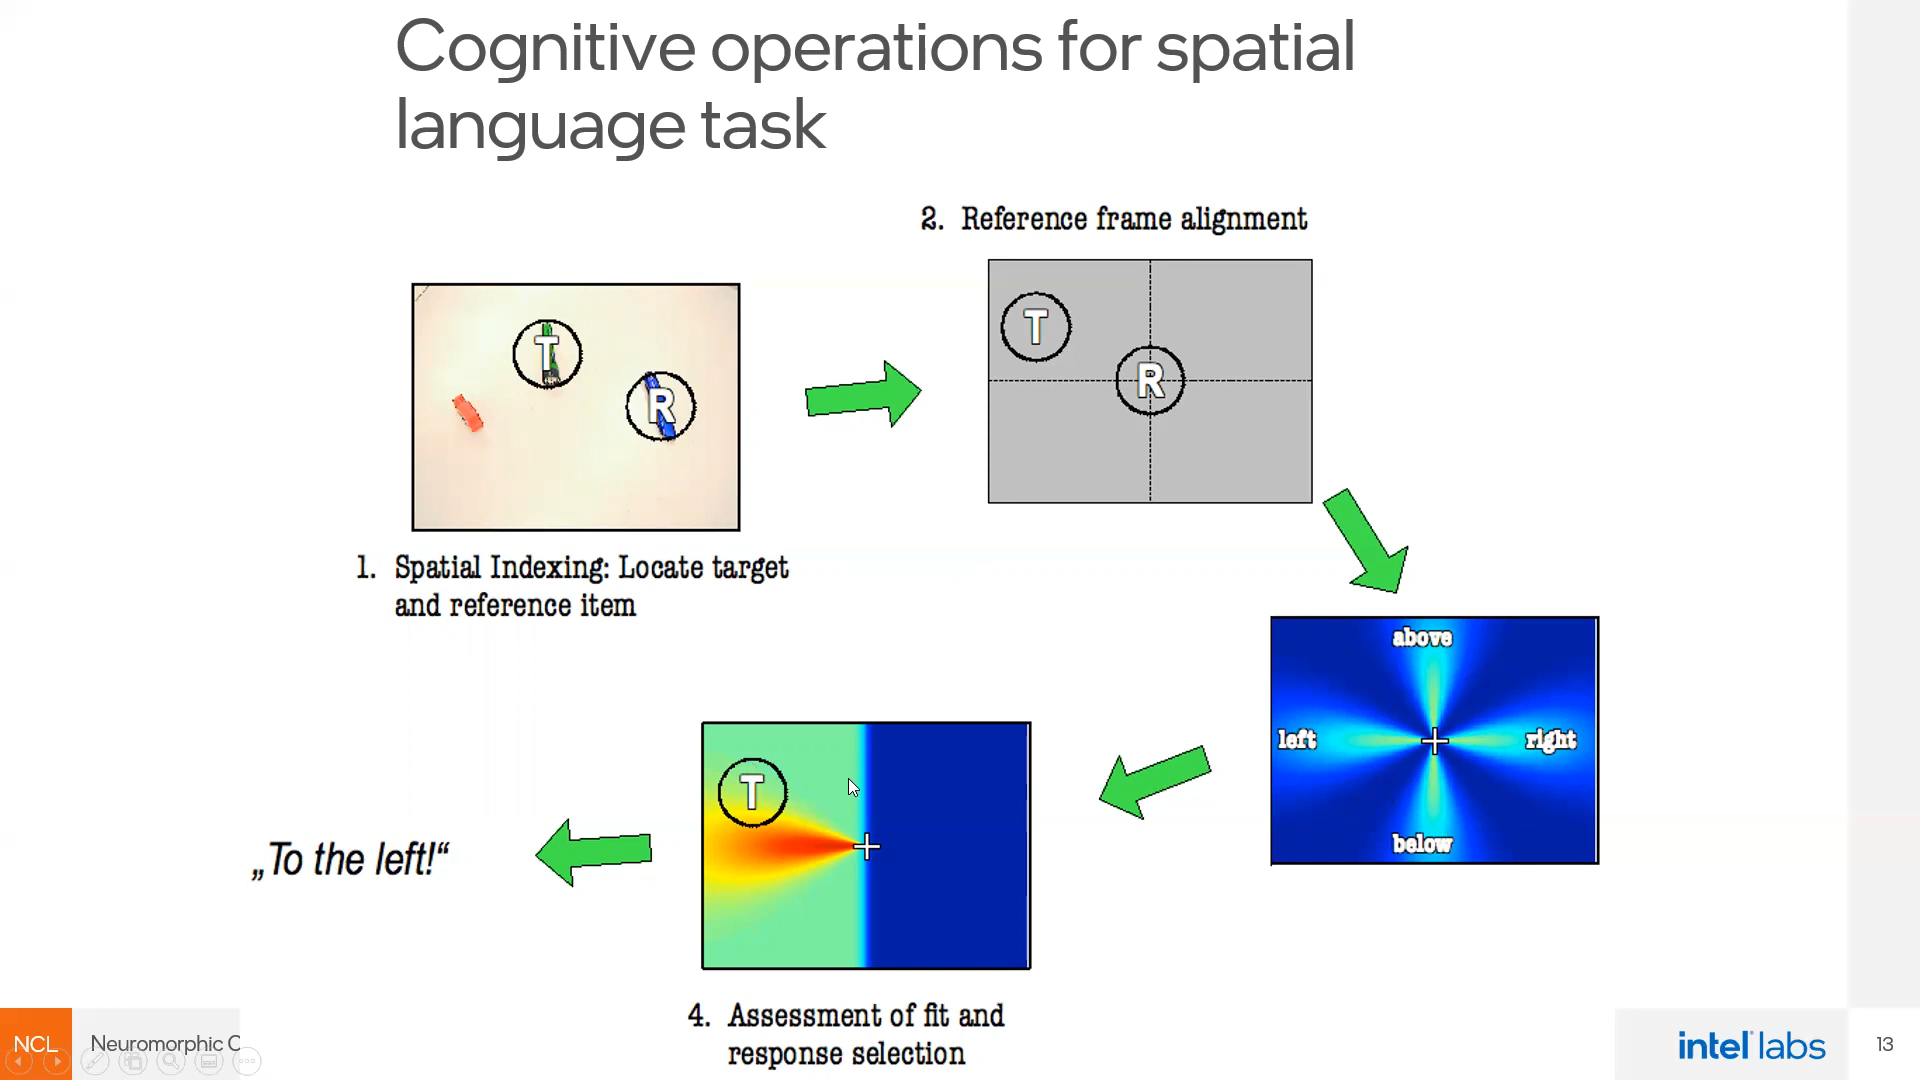 Cognitive operations for spatial
language task
2. Reference frame alignment
T
R
T
R
1. Spatial Indexing: Locate target
and reference item
above
left
right
below
T
„To the left!“
4. Assessment of fit and
response selection
NCL
Neuromorphic C
intel labs
13